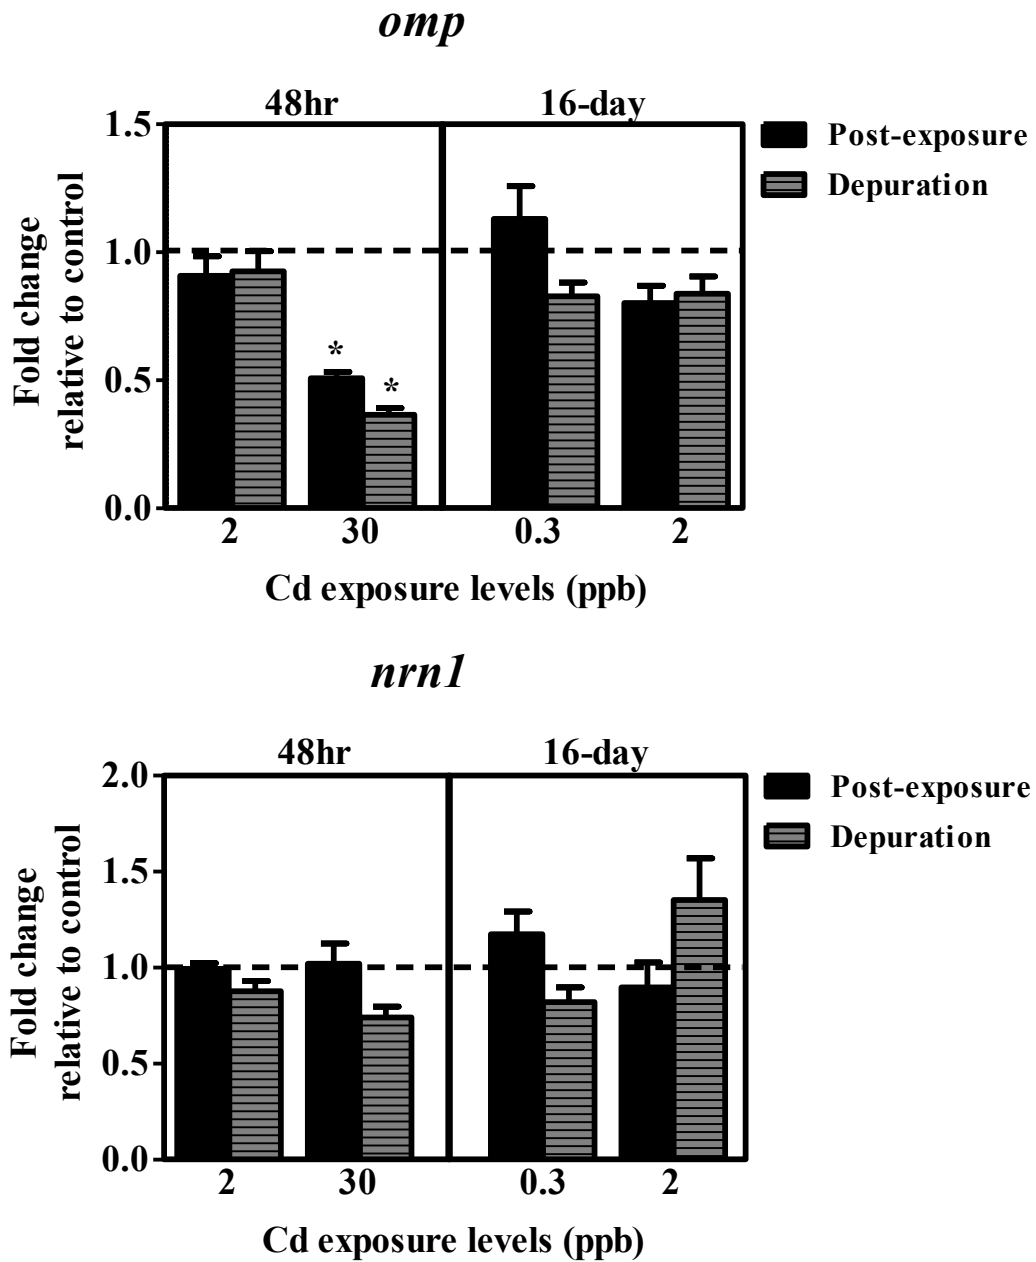 omp
48hr 16-day
1.5
1.0
0.5
0.0
Fold change
relative to control
* *
2 30 0.3 2
Cd exposure levels (ppb)
Post-exposure
Depuration
nrn1
48hr 16-day
2.0
1.5
1.0
0.5
0.0
Fold change
relative to control
2 30 0.3 2
Cd exposure levels (ppb)
Post-exposure
Depuration